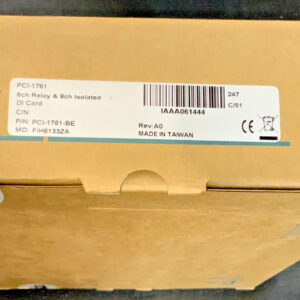 PCI-1761
8ch Relay & 8ch Isolated
DI Card
C/N:
P/N: PCI-1761-BE
MO: FIH6133ZA
IAAA061444
247
C/51
Rev:A0
MADE IN TAIWAN
CE